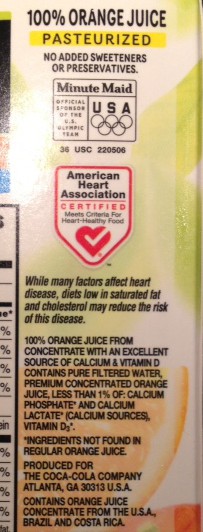 100% ORANGE JUICE
PASTEURIZED
NO ADDED SWEETENERS
OR PRESERVATIVES.
Minute Maid
OFFICIAL
SPONSOR
OF THE
U.S.
OLYMPIC
TEAM
USA
36 USC 220506
American
Heart
Association
CERTIFIED
Meets Criteria For
Heart-Healthy Food
While many factors affect heart
disease, diets low in saturated fat
and cholesterol may reduce the risk
of this disease.
100% ORANGE JUICE FROM
CONCENTRATE WITH AN EXCELLENT
SOURCE OF CALCIUM & VITAMIN D
CONTAINS PURE FILTERED WATER,
PREMIUM CONCENTRATED ORANGE
JUICE, LESS THAN 1% OF: CALCIUM
PHOSPHATE* AND CALCIUM
LACTATE* (CALCIUM SOURCES),
VITAMIN D3*.
*INGREDIENTS NOT FOUND IN
REGULAR ORANGE JUICE.
PRODUCED FOR
THE COCA-COLA COMPANY
ATLANTA, GA 30313 U.S.A.
CONTAINS ORANGE JUICE
CONCENTRATE FROM THE U.S.A.,
BRAZIL AND COSTA RICA.